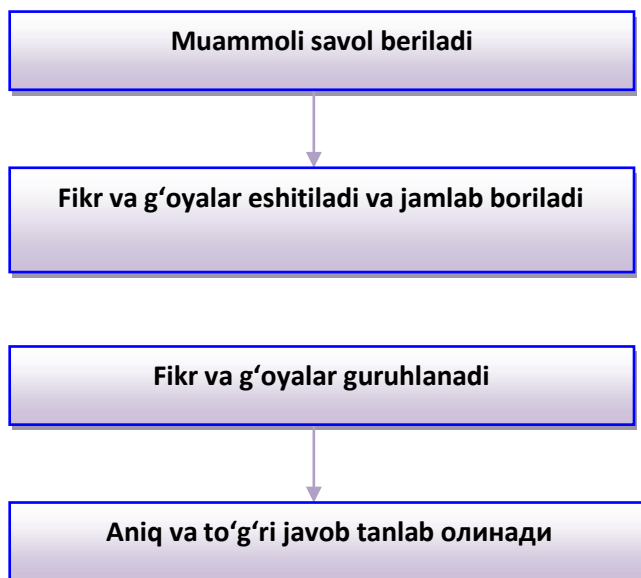 Muammoli savol beriladi
Fikr va g‘oyalar eshitiladi va jamlab boriladi
Fikr va g‘oyalar guruhlanadi
Aniq va to‘g‘ri javob tanlab олинади